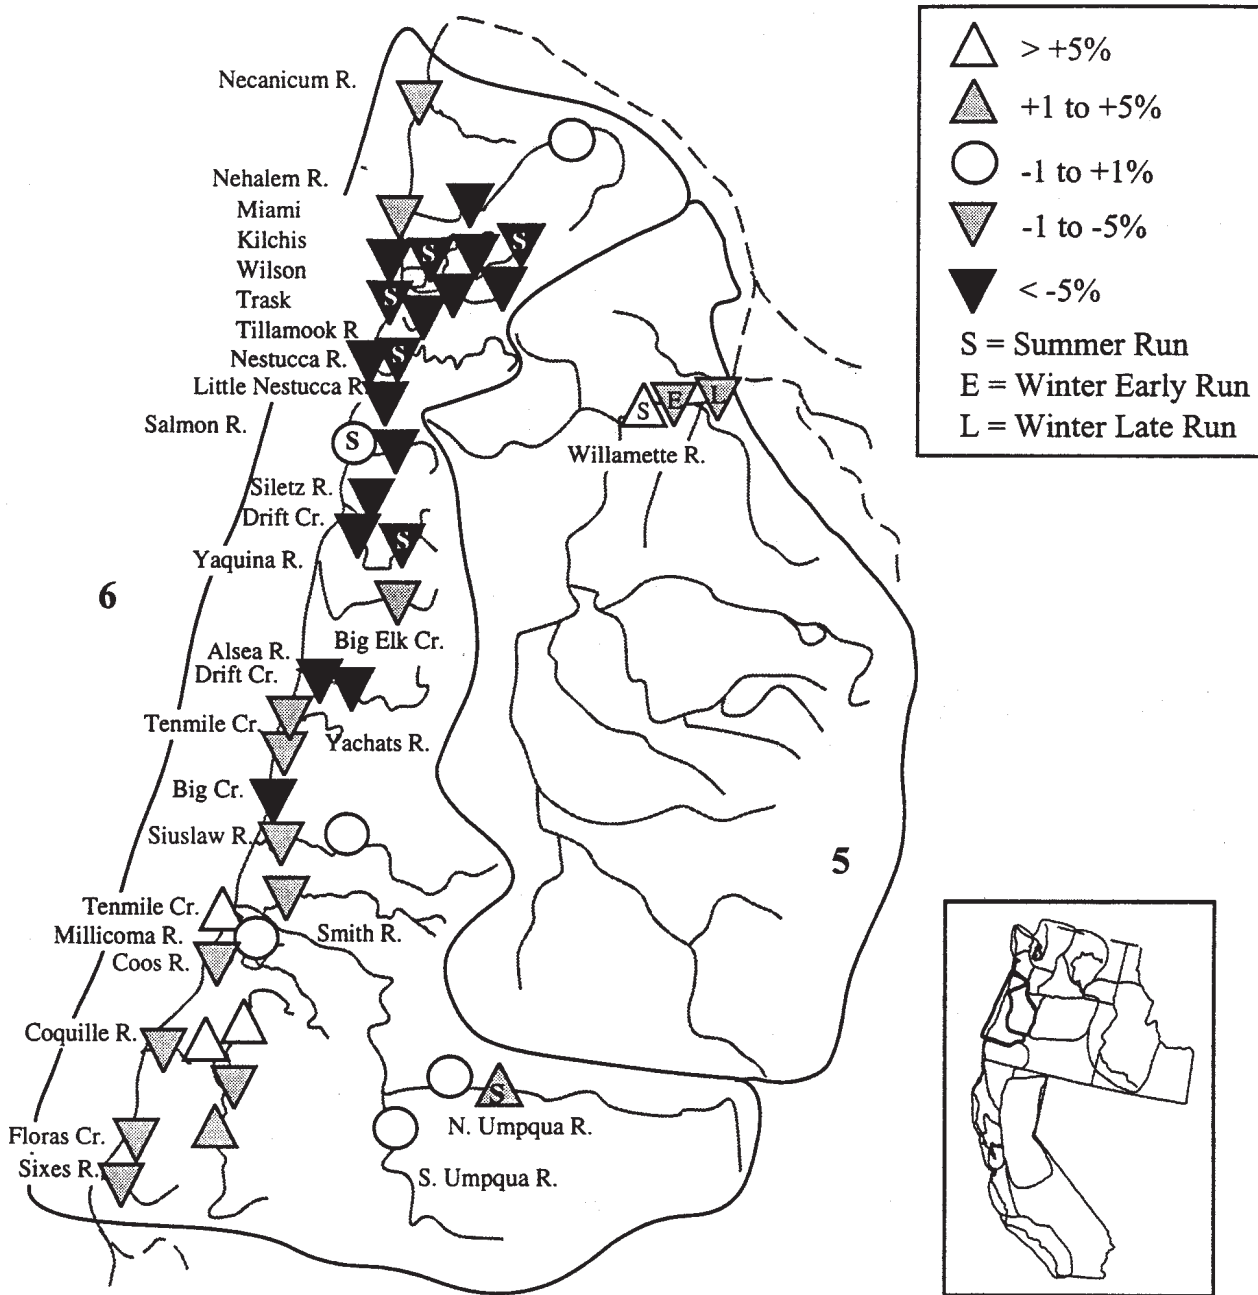 Necanicum R.
Nehalem R.
Miami
Kilchis
Wilson
Trask
Tillamook R
Nestucca R.
Little Nestucca R
Salmon R.
Siletz R.
Drift Cr.
Yaquina R.
6
Big Elk Cr.
Alsea R.
Drift Cr.
Tenmile Cr.
Yachats R.
Big Cr.
Siuslaw R.
Tenmile Cr.
Millicoma R.
Smith R.
Coos R.
Coquille R.
Floras Cr.
Sixes R.
N. Umpqua R.
S. Umpqua R.
S
S
S
S
S
S
S
S E L
Willamette R.
5
> +5%
+1 to +5%
-1 to +1%
-1 to -5%
< -5%
S = Summer Run
E = Winter Early Run
L = Winter Late Run